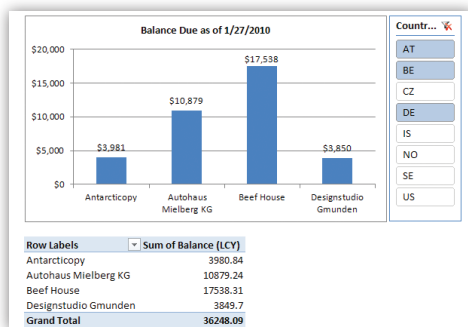 Balance Due as of 1/27/2010
$20,000
$15,000
$10,000
$5,000
$0
$3,981
$10,879
$17,538
$3,850
Antarcticopy
Autohaus
Mielberg KG
Beef House
Designstudio
Gmunden
Countr...
AT
BE
CZ
DE
IS
NO
SE
US
Row Labels Sum of Balance (LCY)
Antarcticopy 3980.84
Autohaus Mielberg KG 10879.24
Beef House 17538.31
Designstudio Gmunden 3849.7
Grand Total 36248.09